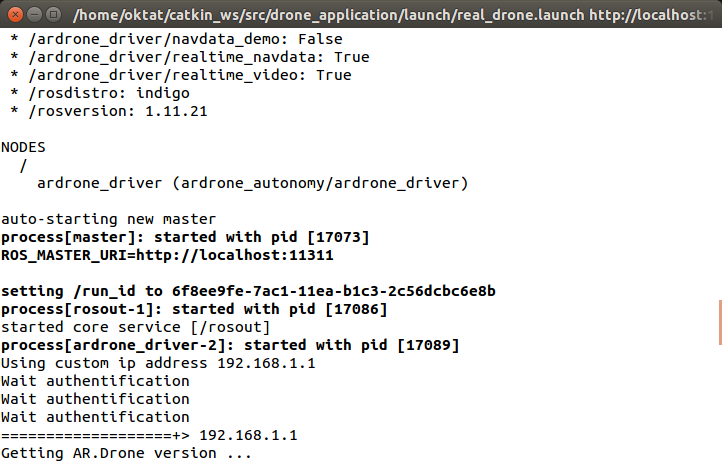 /home/oktat/catkin_ws/src/drone_application/launch/real_drone.launch http://localhost:1
* /ardrone_driver/navdata_demo: False
* /ardrone_driver/realtime_navdata: True
* /ardrone_driver/realtime_video: True
* /rosdistro: indigo
* /rosversion: 1.11.21
NODES
/
ardrone_driver (ardrone_autonomy/ardrone_driver)
auto-starting new master
process[master]: started with pid [17073]
ROS_MASTER_URI=http://localhost:11311
setting /run_id to 6f8ee9fe-7ac1-11ea-b1c3-2c56dcbc6e8b
process[rosout-1]: started with pid [17086]
started core service [/rosout]
process[ardrone_driver-2]: started with pid [17089]
Using custom ip address 192.168.1.1
Wait authentification
Wait authentification
Wait authentification
===================+> 192.168.1.1
Getting AR.Drone version ...